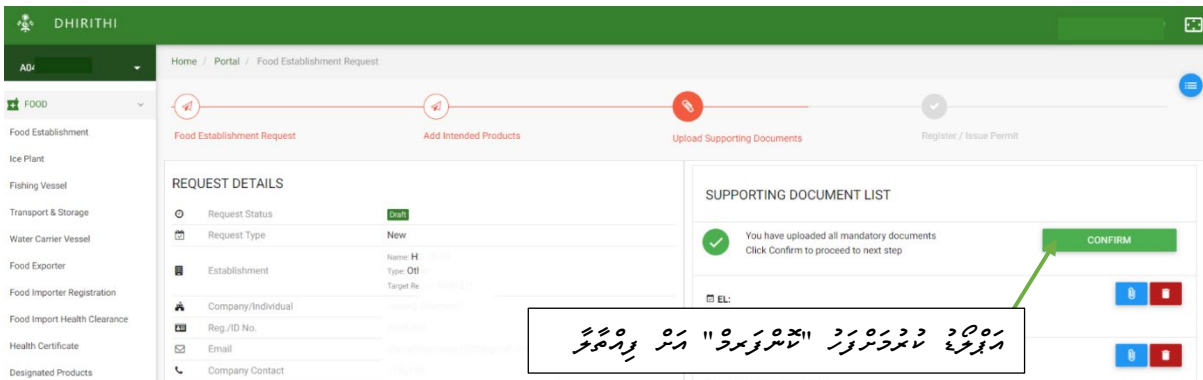 DHIRITHI
A04
Home / Portal / Food Establishment Request
FOOD
Food Establishment
Ice Plant
Fishing Vessel
Transport & Storage
Water Carrier Vessel
Food Exporter
Food Importer Registration
Food Import Health Clearance
Health Certificate
Designated Products
Food Establishment Request
Add Intended Products
Upload Supporting Documents
Register / Issue Permit
REQUEST DETAILS
Request Status Draft
Request Type New
Establishment
Name: H
Type: Oth
Target Re
Company/Individual
Reg./ID No.
Email
Company Contact
SUPPORTING DOCUMENT LIST
You have uploaded all mandatory documents
Click Confirm to proceed to next step
CONFIRM
EL:
އަޕްލޯޑު ކުރުމަށްފަހު "ކޮންފަރމް" އަށް ފިއްތާލާ